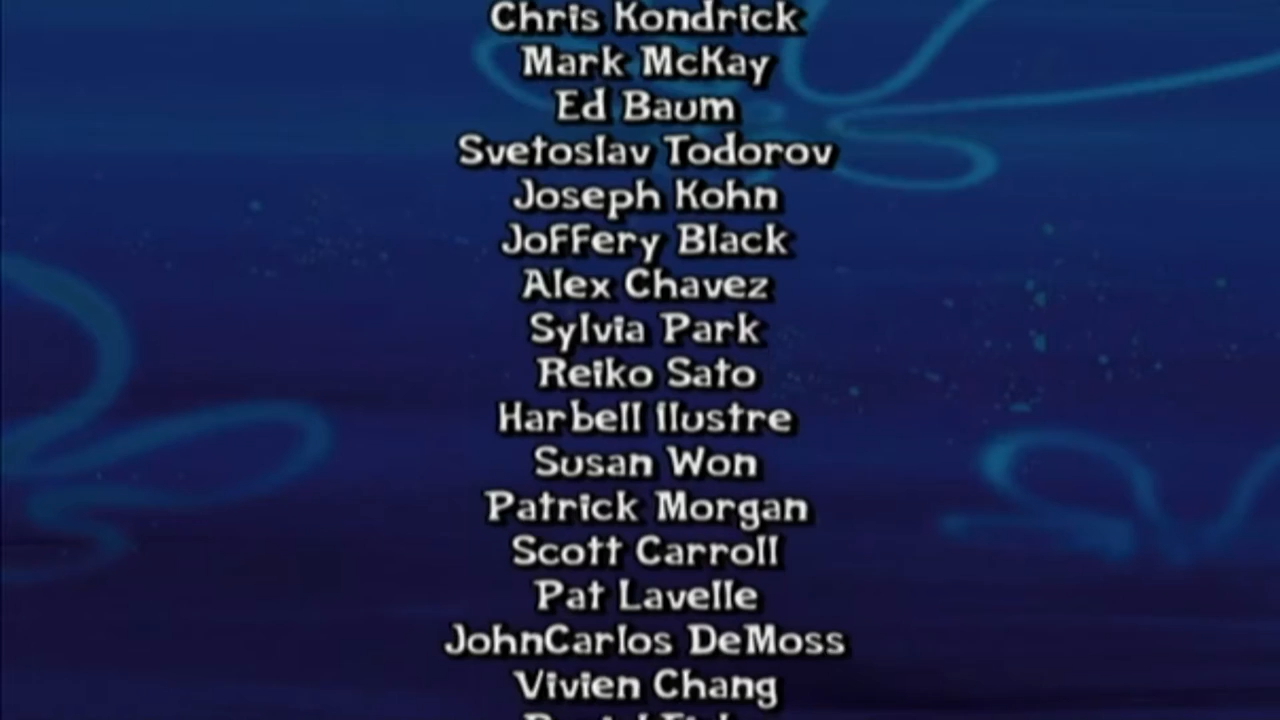 Chris Kondrick
Mark McKay
Ed Baum
Svetoslav Todorov
Joseph Kohn
Joffery Black
Alex Chavez
Sylvia Park
Reiko Sato
Harbell Ilustre
Susan Won
Patrick Morgan
Scott Carroll
Pat Lavelle
JohnCarlos DeMoss
Vivien Chang